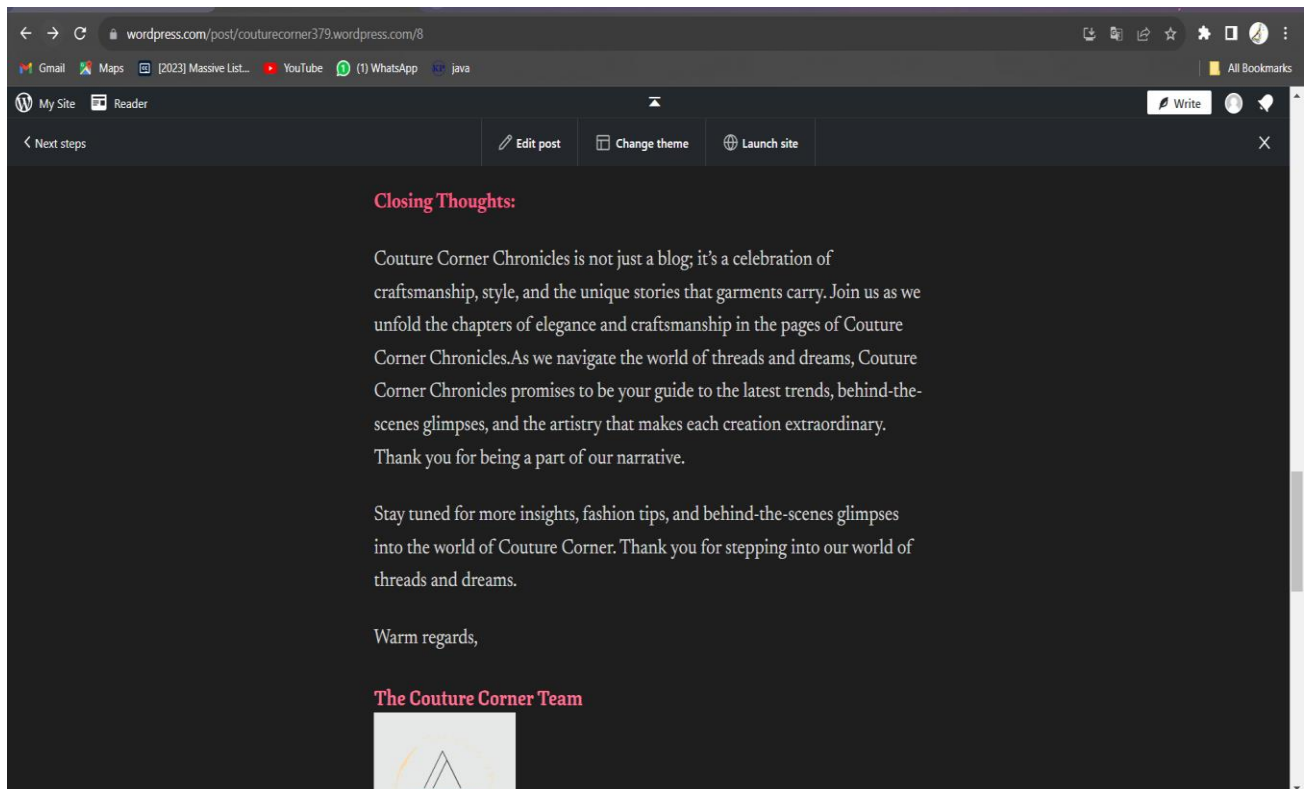 wordpress.com/post/couturecorner379.wordpress.com/8
Gmail Maps [2023] Massive List... YouTube (1) WhatsApp java All Bookmarks
My Site Reader Write
Next steps Edit post Change theme Launch site
Closing Thoughts:
Couture Corner Chronicles is not just a blog; it's a celebration of
craftsmanship, style, and the unique stories that garments carry. Join us as we
unfold the chapters of elegance and craftsmanship in the pages of Couture
Corner Chronicles.As we navigate the world of threads and dreams, Couture
Corner Chronicles promises to be your guide to the latest trends, behind-the-
scenes glimpses, and the artistry that makes each creation extraordinary.
Thank you for being a part of our narrative.
Stay tuned for more insights, fashion tips, and behind-the-scenes glimpses
into the world of Couture Corner. Thank you for stepping into our world of
threads and dreams.
Warm regards,
The Couture Corner Team